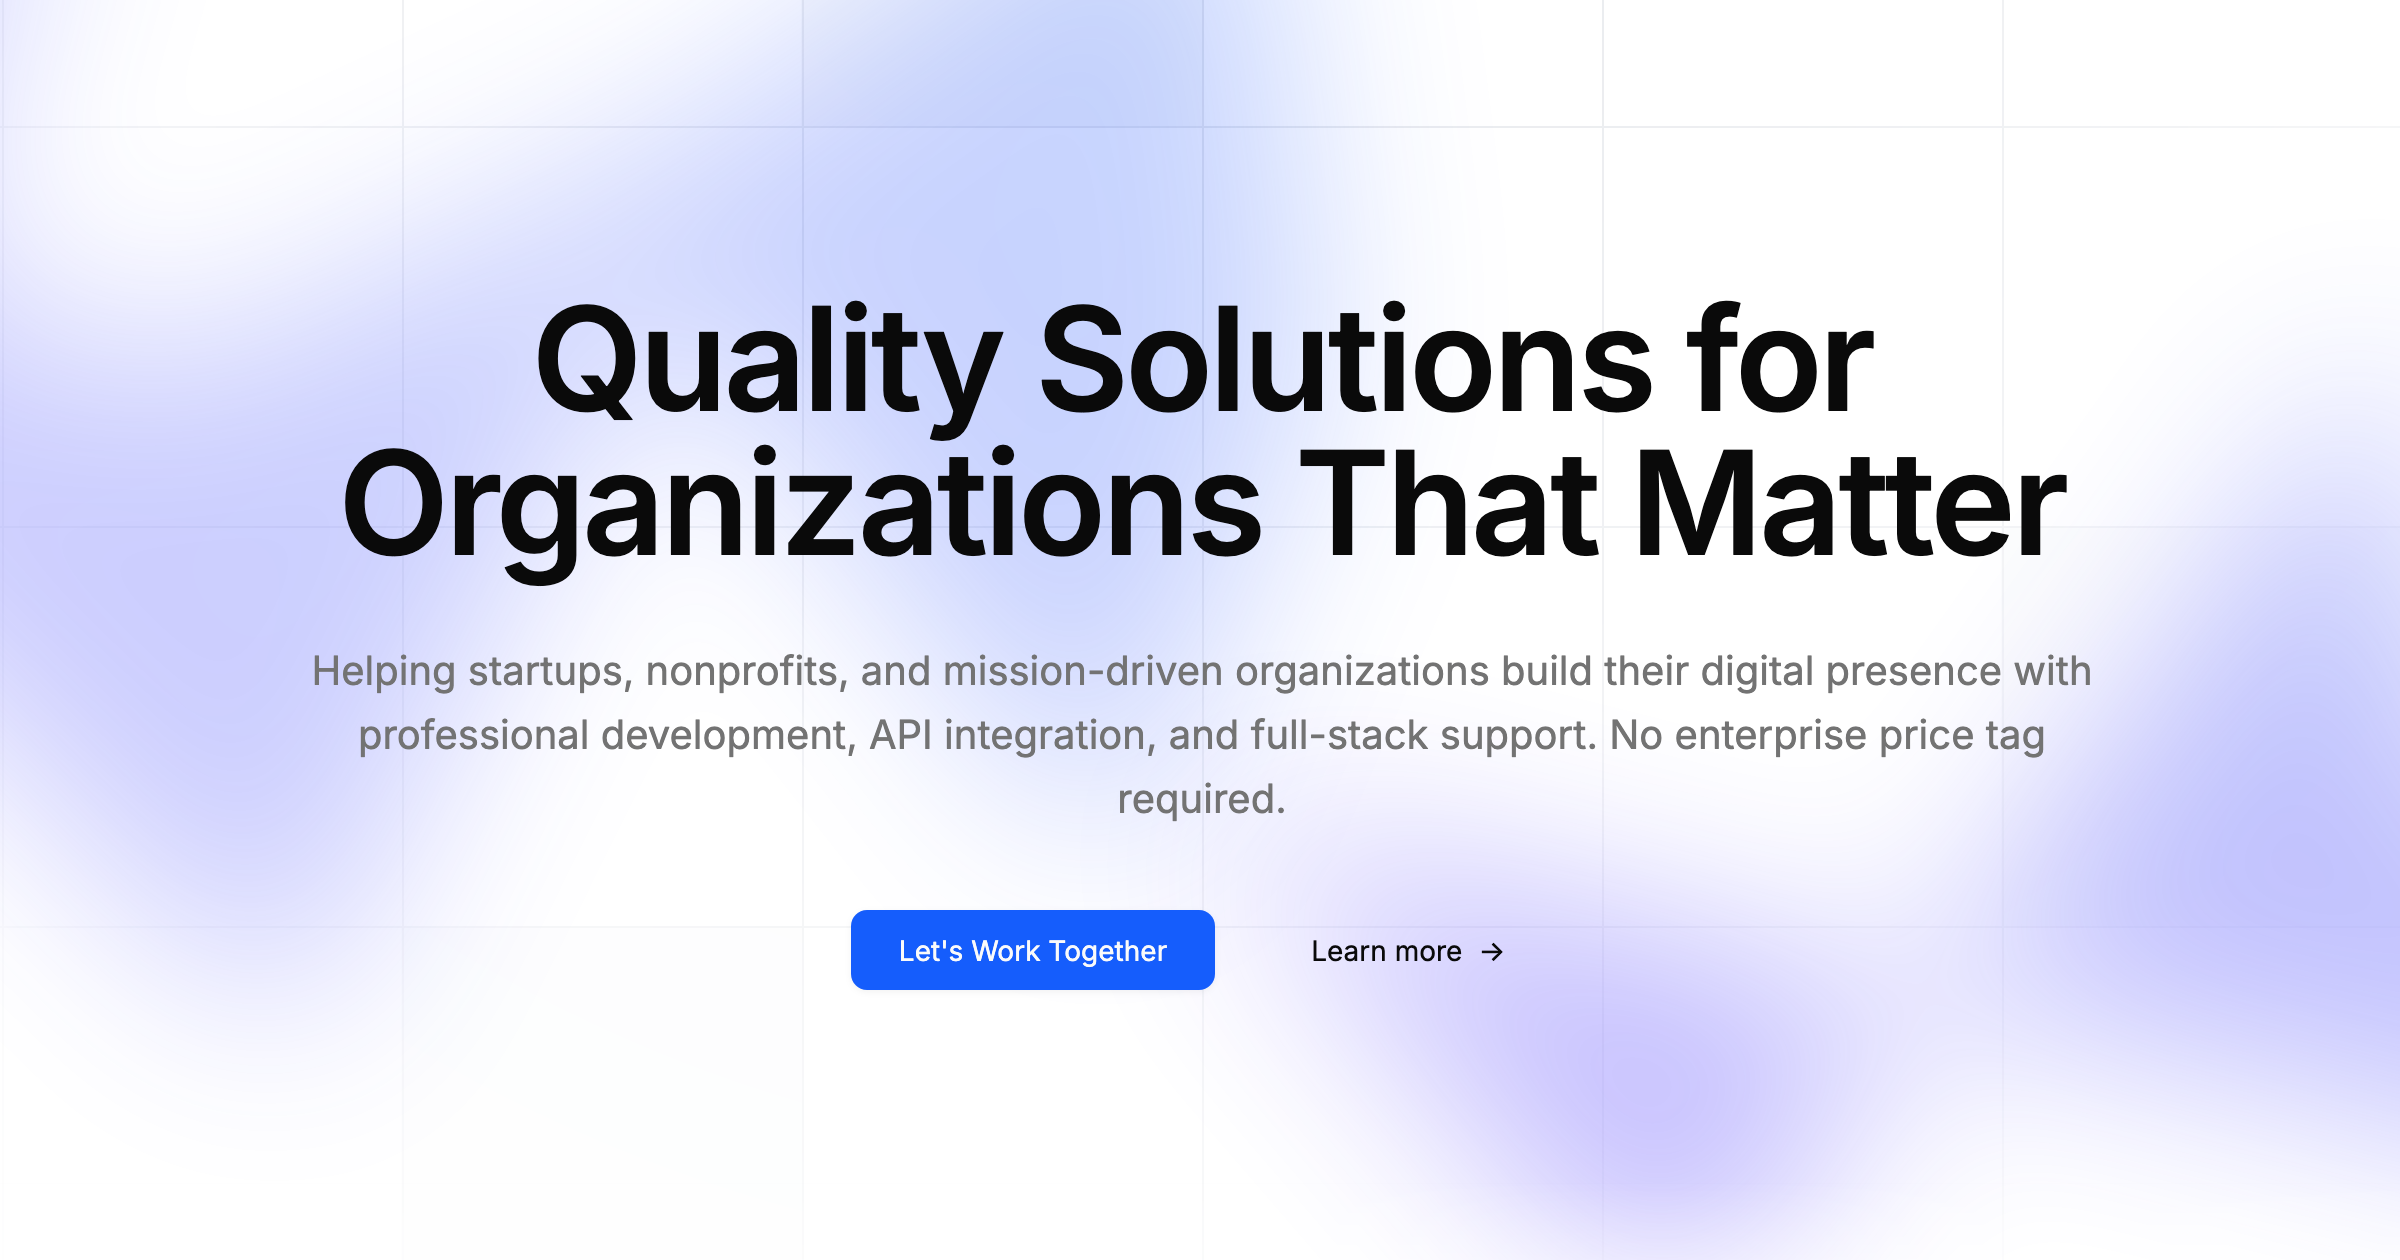 Quality Solutions for
Organizations That Matter
Helping startups, nonprofits, and mission-driven organizations build their digital presence with
professional development, API integration, and full-stack support. No enterprise price tag
required.
Let's Work Together
Learn more →